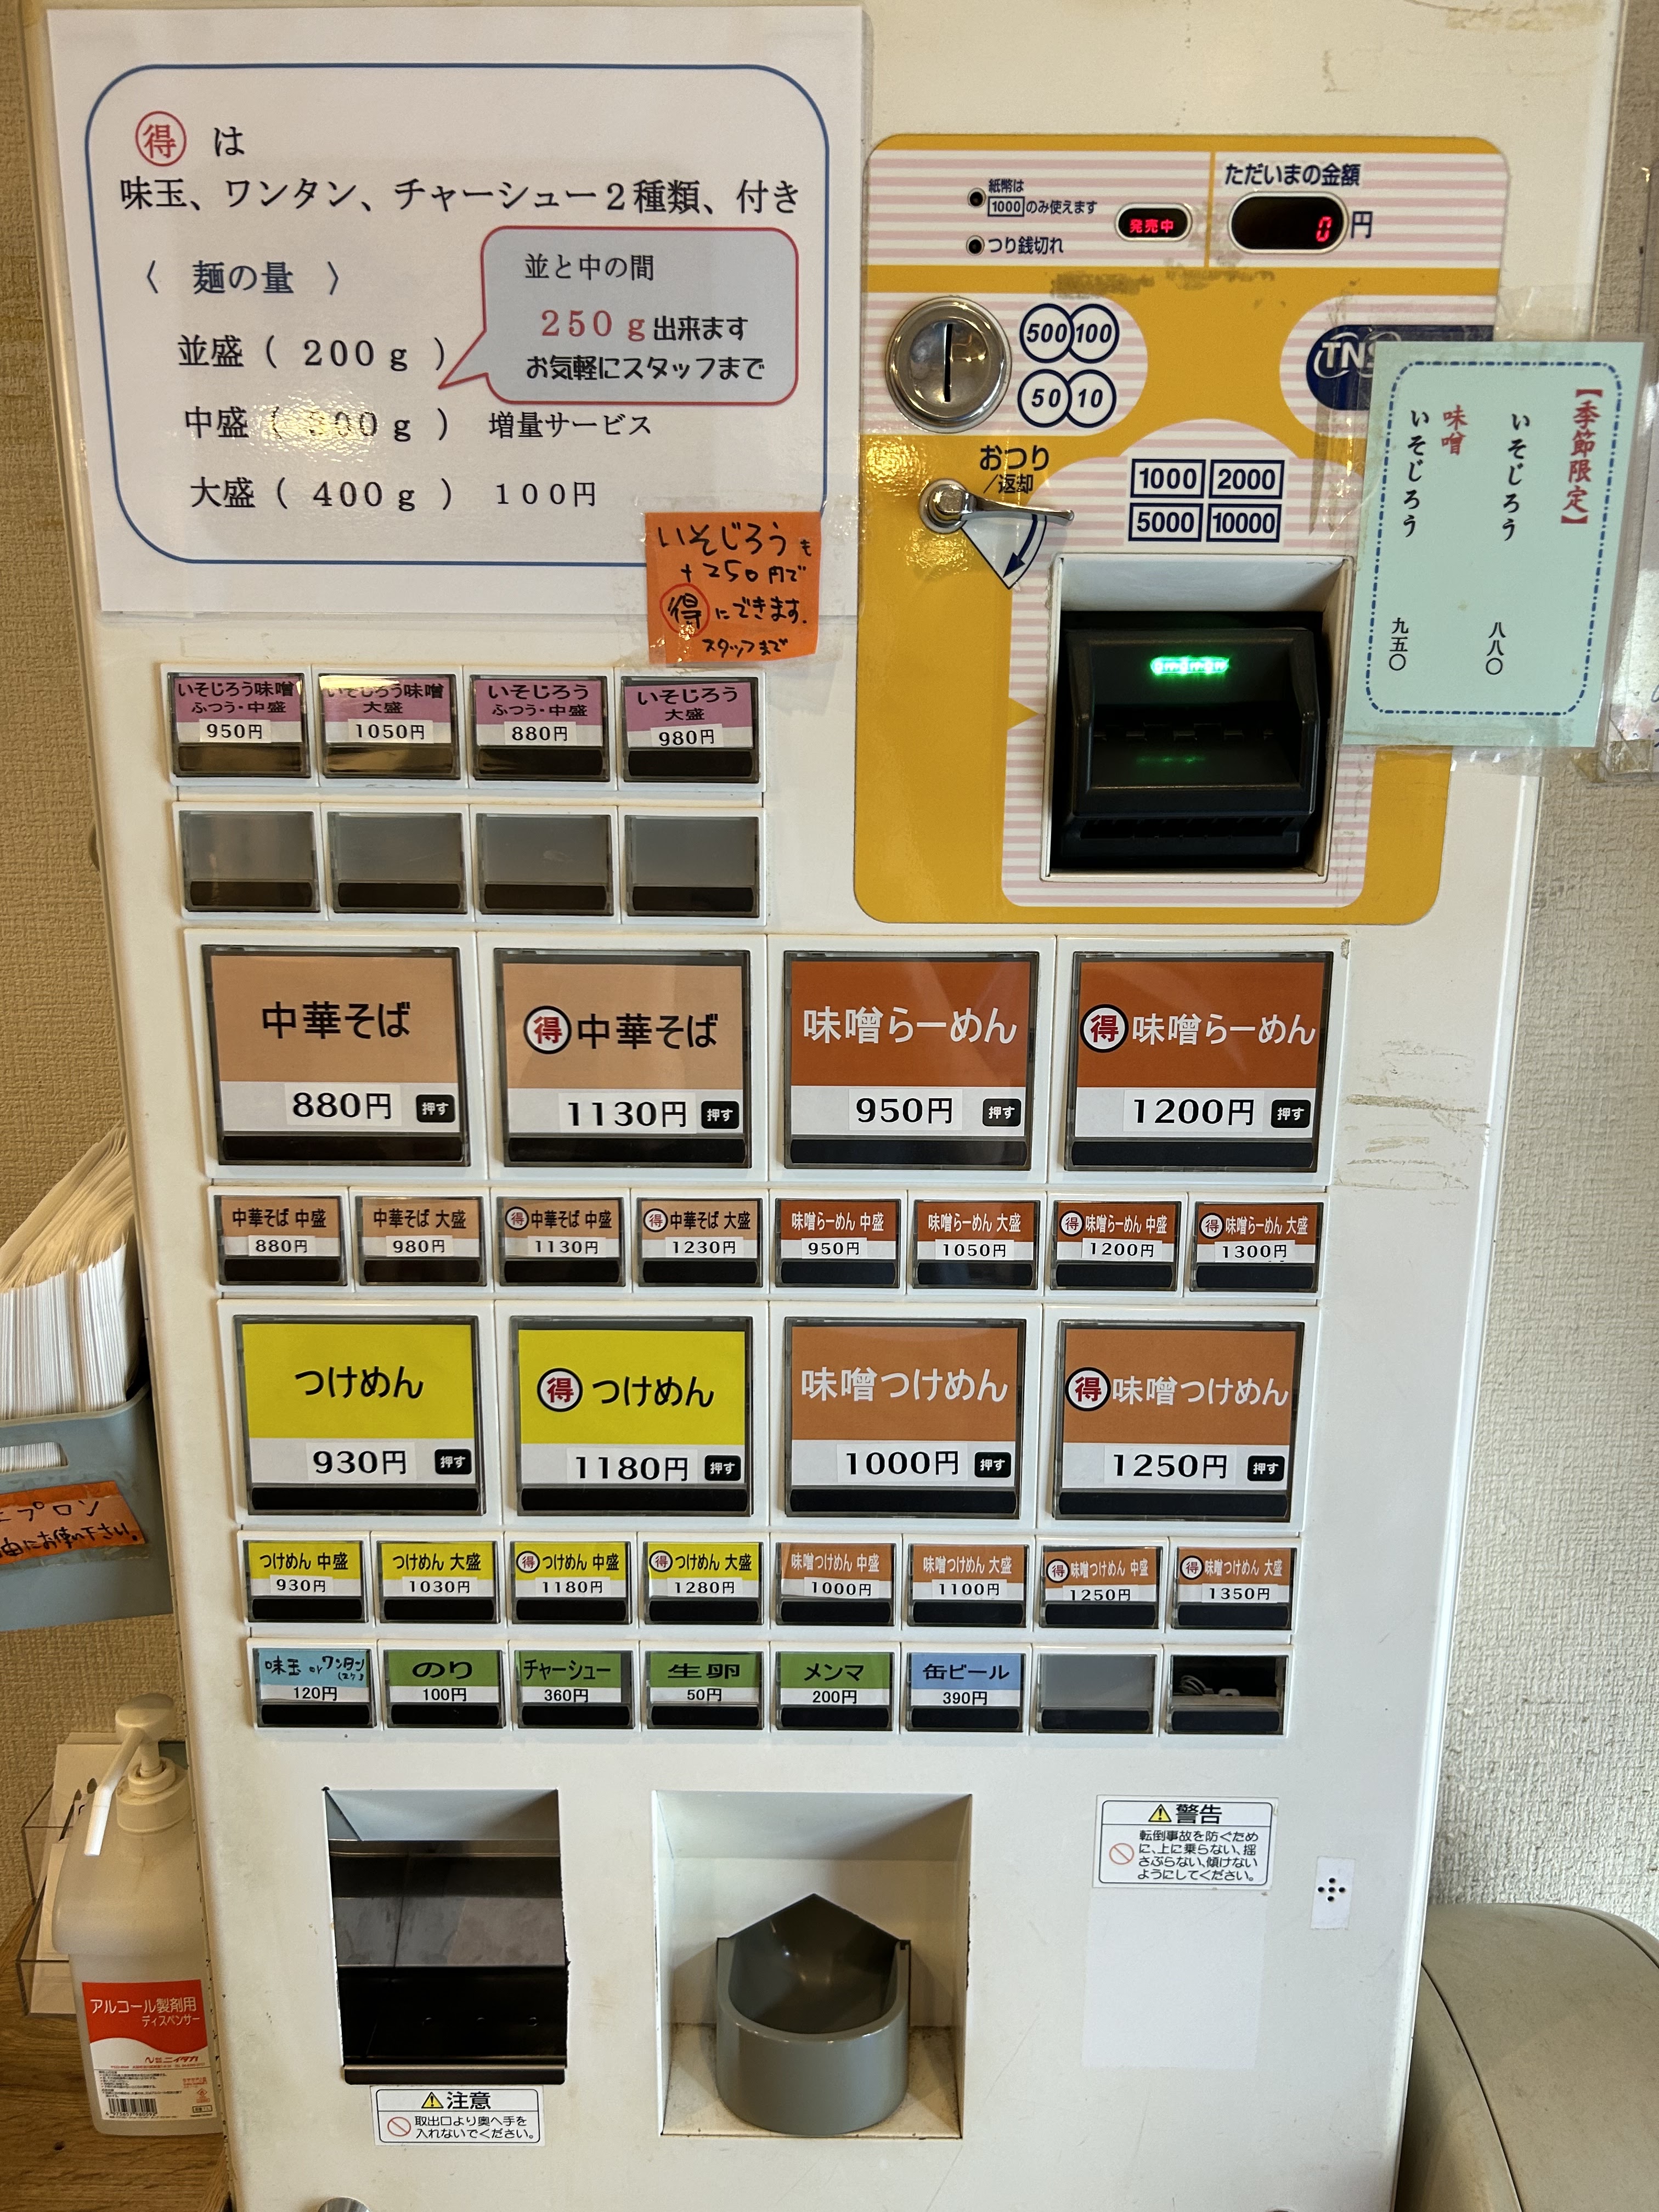 得 は
味玉、ワンタン、チャーシュー2種類、付き
〈 麺の量 〉
並盛 ( 200g )
中盛 ( 300g ) 増量サービス
大盛 ( 400g ) 100円
並と中の間
250g出来ます
お気軽にスタッフまで
いそじろうも
+250円で
得にできます。
スタッフまで
紙幣は
1000のみ使えます
つり銭切れ
発売中
ただいまの金額
0円
500 100
50 10
おつり
/返却
1000 2000
5000 10000
TNS
【季節限定】
いそじろう 八八〇
味噌
いそじろう 九五〇
いそじろう味噌
ふつう・中盛
950円
いそじろう味噌
大盛
1050円
いそじろう
ふつう・中盛
880円
いそじろう
大盛
980円
中華そば
880円 押す
得中華そば
1130円 押す
味噌らーめん
950円 押す
得味噌らーめん
1200円 押す
中華そば 中盛
880円
中華そば 大盛
980円
得中華そば 中盛
1130円
得中華そば 大盛
1230円
味噌らーめん 中盛
950円
味噌らーめん 大盛
1050円
得味噌らーめん 中盛
1200円
得味噌らーめん 大盛
1300円
つけめん
930円 押す
得 つけめん
1180円 押す
味噌つけめん
1000円 押す
得味噌つけめん
1250円 押す
つけめん 中盛
930円
つけめん 大盛
1030円
得つけめん 中盛
1180円
得つけめん 大盛
1280円
味噌つけめん 中盛
1000円
味噌つけめん 大盛
1100円
得味噌つけめん 中盛
1250円
得味噌つけめん 大盛
1350円
味玉 or ワンタン
120円
のり
100円
チャーシュー
360円
生卵
50円
メンマ
200円
缶ビール
390円
プロン
にお使い下さい。
警告
転倒事故を防ぐため
に、上に乗らない、揺
さぶらない、傾けない
ようにしてください。
注意
取出口より奥へ手を
入れないでください。
アルコール製剤用
ディスペンサー
ニイタカ